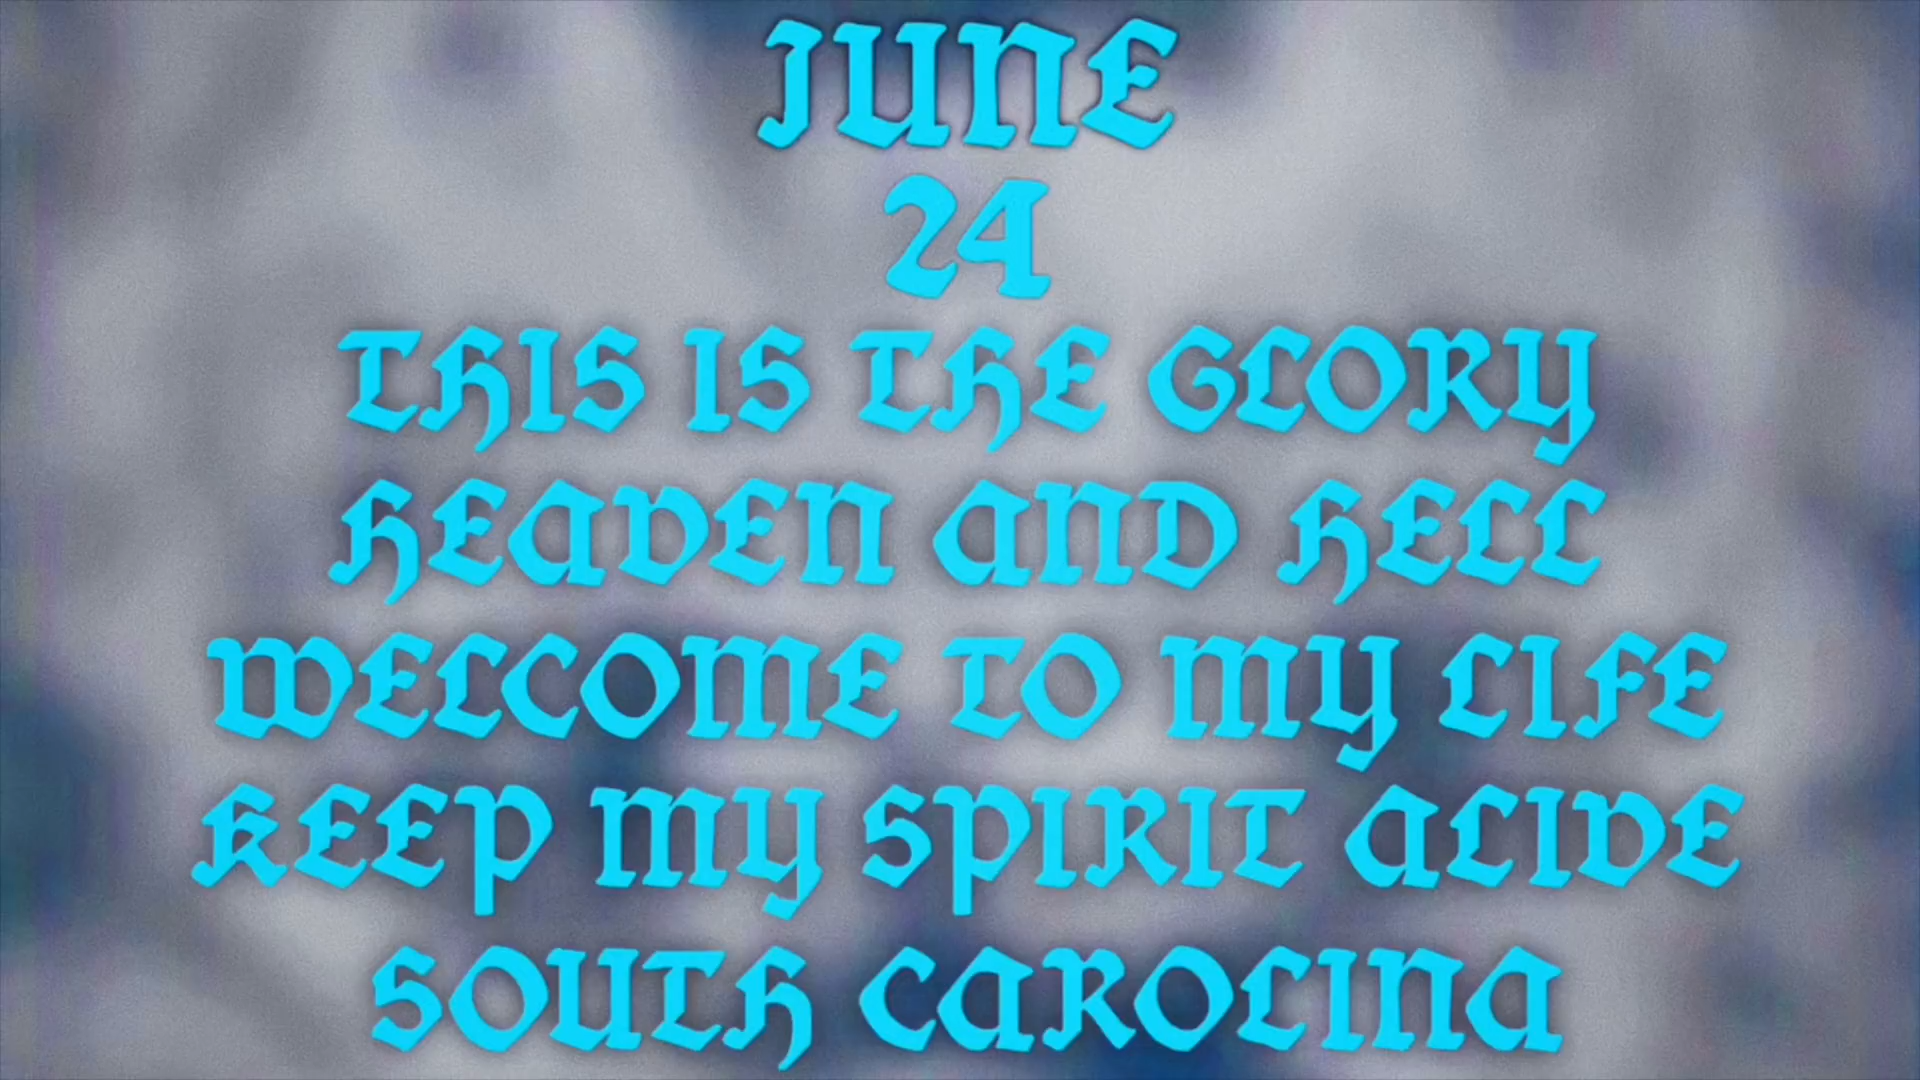 JUNE
24
THIS IS THE GLORY
HEAVEN AND HELL
WELCOME TO MY LIFE
KEEP MY SPIRIT ALIVE
SOUTH CAROLINA